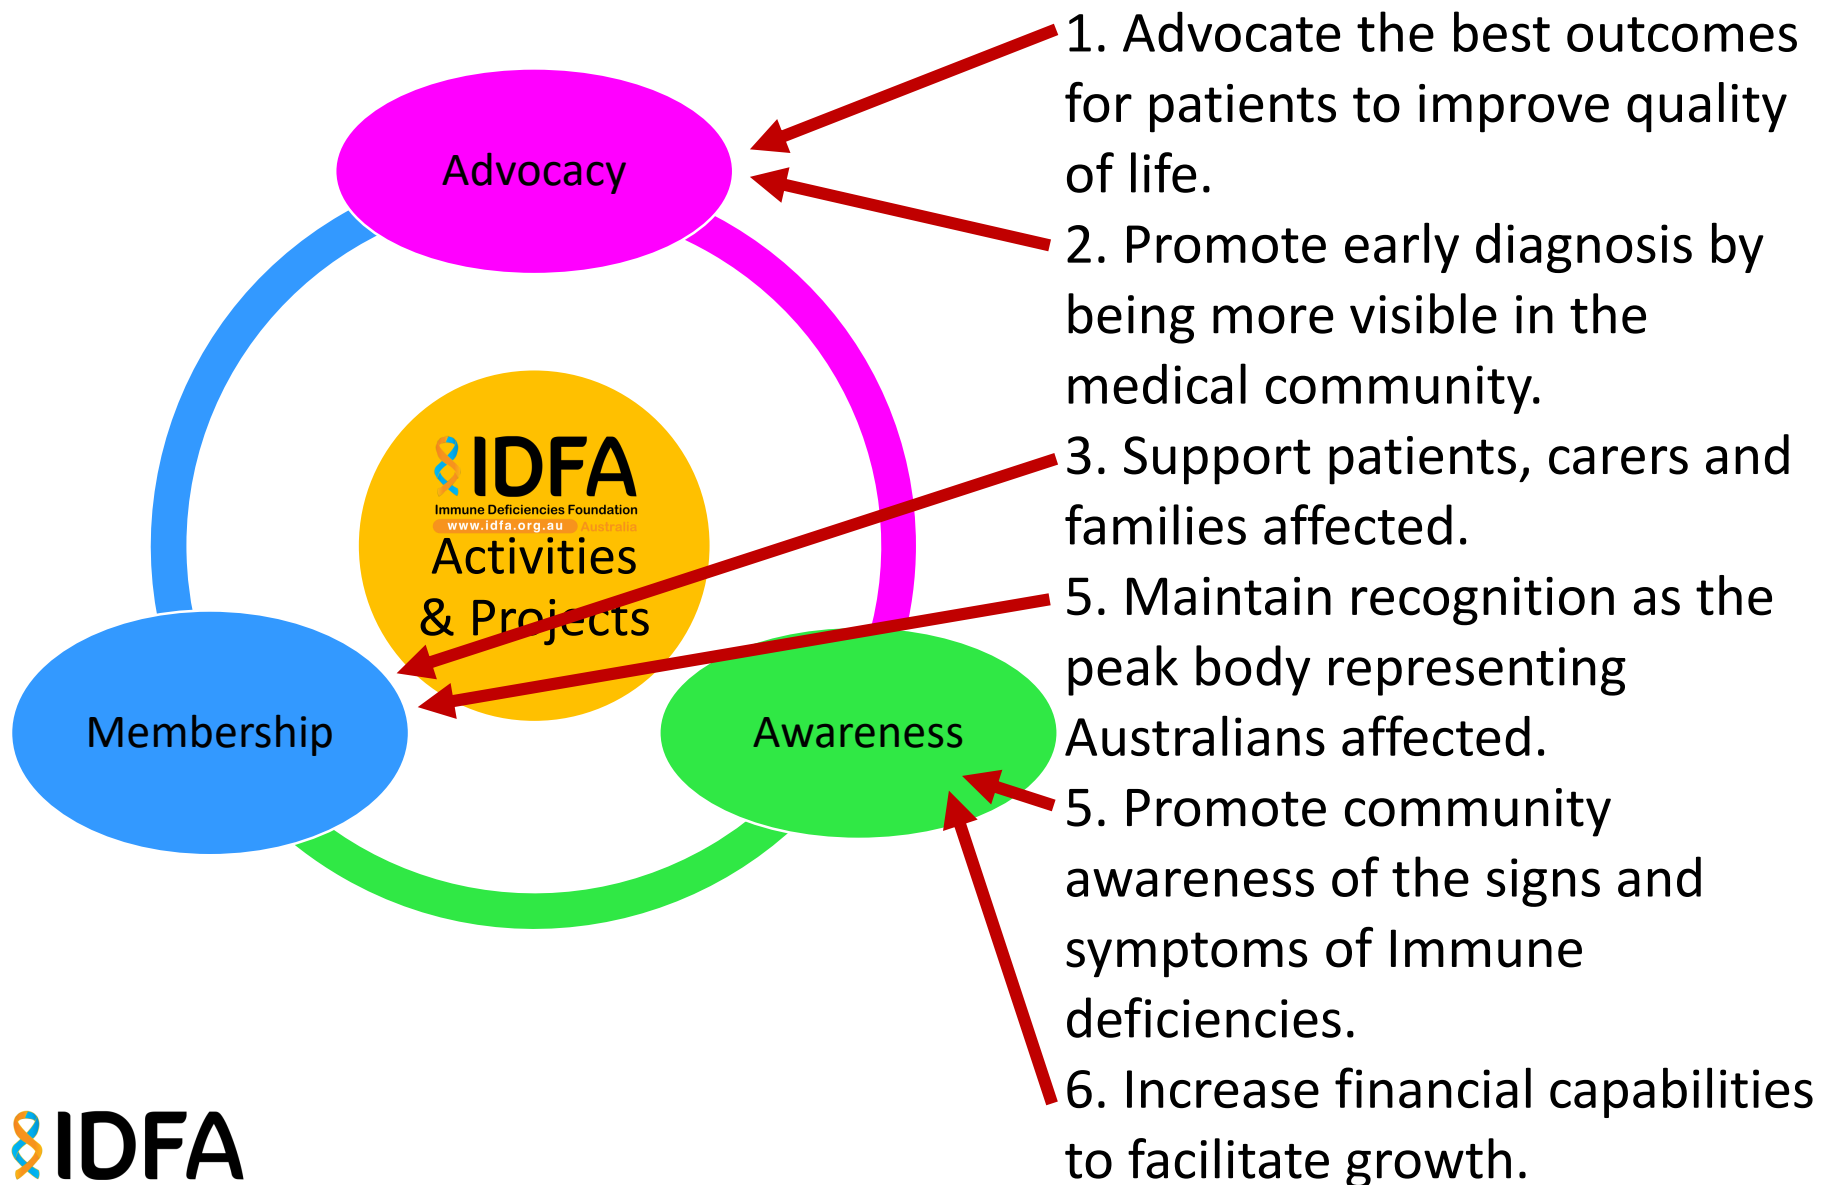 Advocacy
IDFA
Immune Deficiencies Foundation
www.idfa.org.au Australia
Activities
& Projects
Membership
Awareness
1. Advocate the best outcomes
for patients to improve quality
of life.
2. Promote early diagnosis by
being more visible in the
medical community.
3. Support patients, carers and
families affected.
5. Maintain recognition as the
peak body representing
Australians affected.
5. Promote community
awareness of the signs and
symptoms of Immune
deficiencies.
6. Increase financial capabilities
to facilitate growth.
IDFA